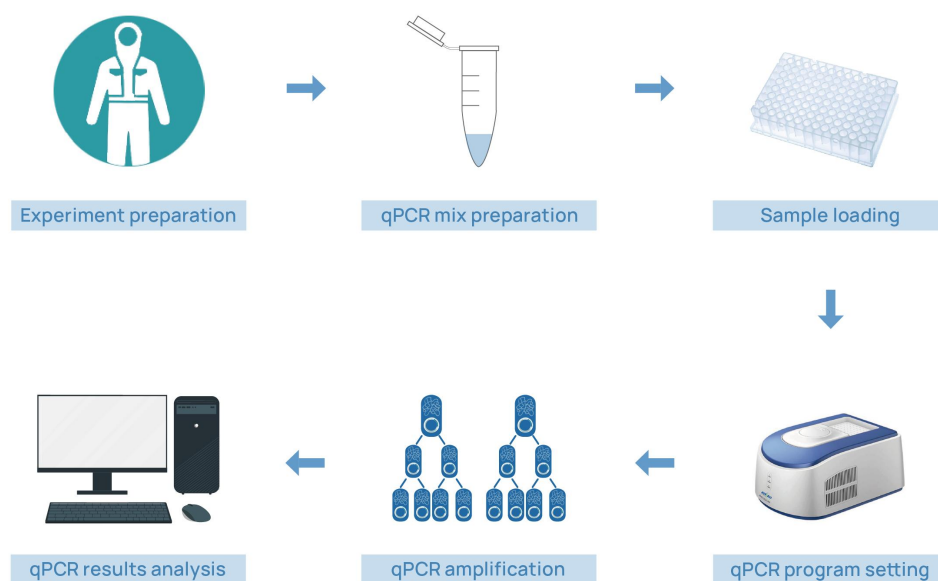 Experiment preparation
qPCR mix preparation
Sample loading
qPCR program setting
qPCR amplification
qPCR results analysis